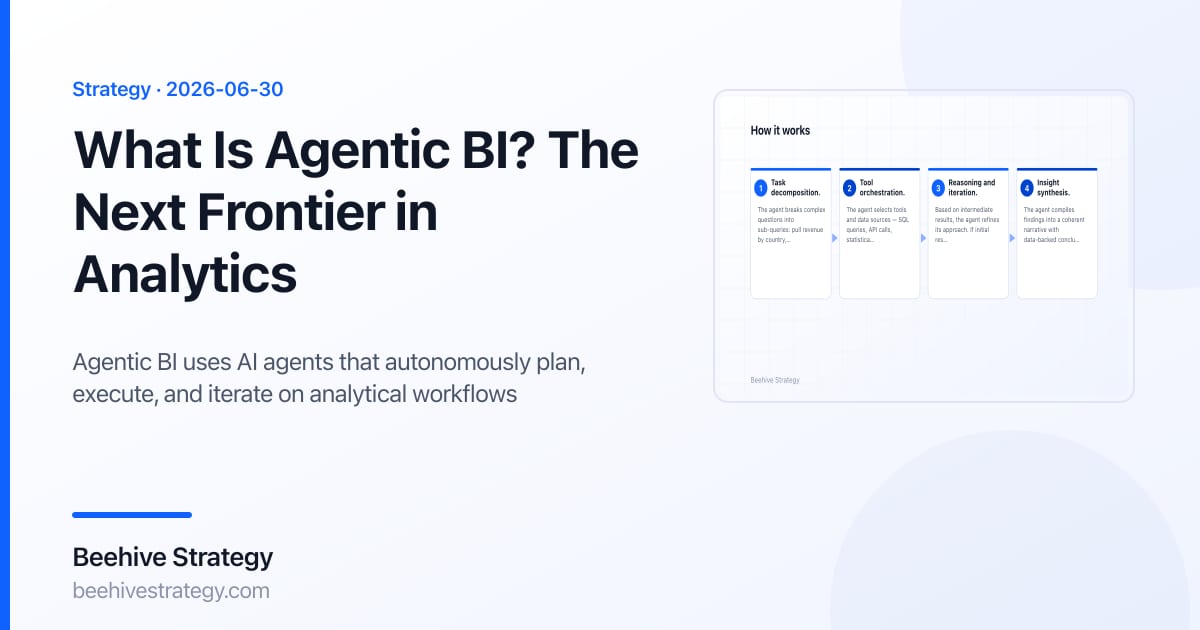 Strategy · 2026-06-30
What Is Agentic BI? The
Next Frontier in
Analytics
Agentic BI uses AI agents that autonomously plan,
execute, and iterate on analytical workflows
Beehive Strategy
beehivestrategy.com
How it works
1
Task
decomposition.
The agent breaks complex
questions into
sub-queries: pull revenue
by country,...
2
Tool
orchestration.
The agent selects tools
and data sources — SQL
queries, API calls,
statistica...
3
Reasoning and
iteration.
Based on intermediate
results, the agent refines
its approach. If initial
res...
4
Insight
synthesis.
The agent compiles
findings into a coherent
narrative with
data-backed conclu...
Beehive Strategy